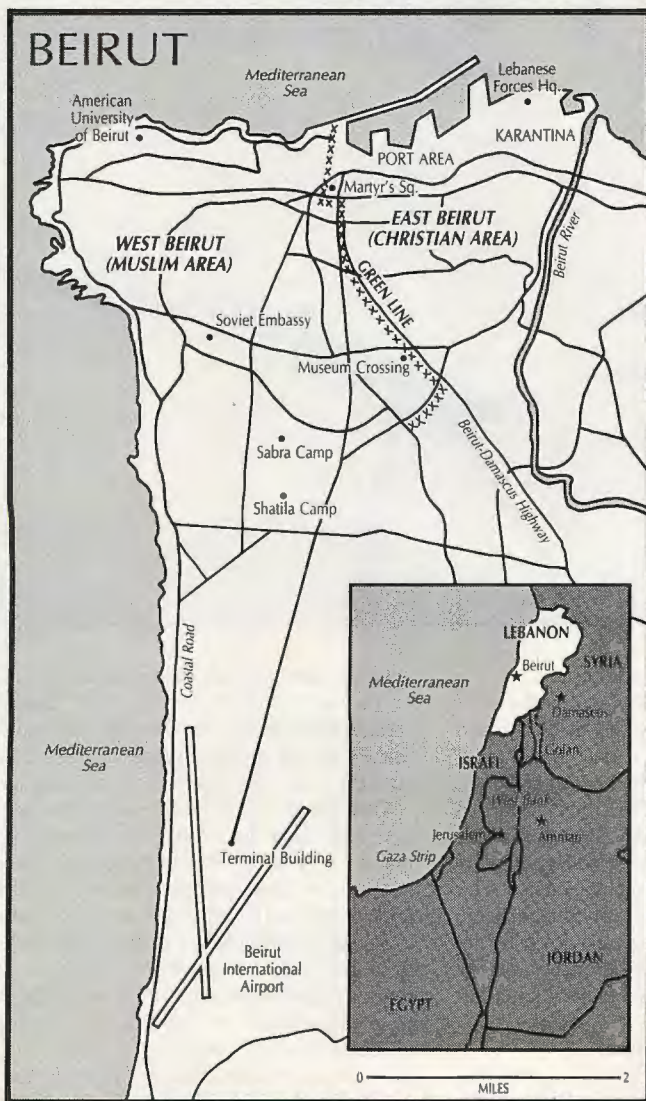 BEIRUT
Mediterranean
Sea
Lebanese
Forces Hq.
American
University
of Beirut
KARANTINA
PORT AREA
Martyr's Sq.
EAST BEIRUT
(CHRISTIAN AREA)
WEST BEIRUT
(MUSLIM AREA)
Beirut River
GREEN LINE
Soviet Embassy
Museum Crossing
Sabra Camp
Beirut-Damascus
Highway
Shatila Camp
Coastal Road
Mediterranean
Sea
Terminal Building
Beirut
International
Airport
LEBANON
Beirut
SYRIA
Mediterranean
Sea
Damascus
Golan
ISRAEL
West Bank
Jerusalem
Amman
Gaza Strip
JORDAN
EGYPT
0 2
MILES